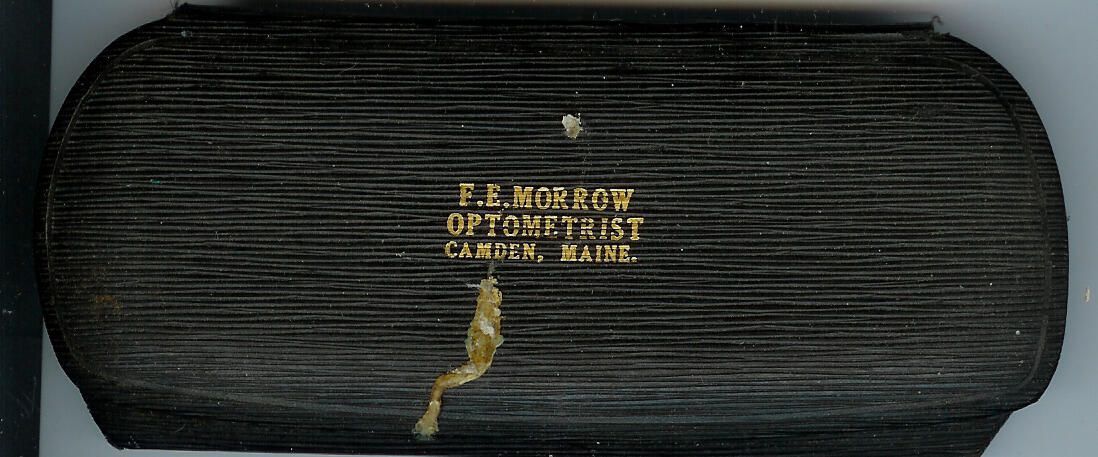 F.E.MORROW
OPTOMETRIST
CAMDEN, MAINE.